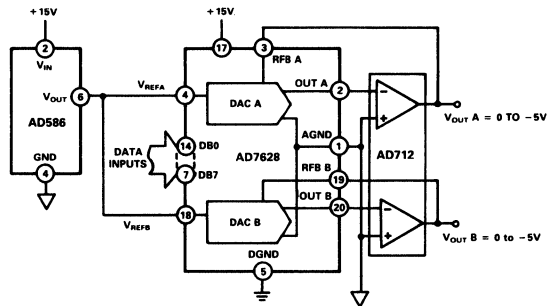 +15V
2
VIN
VOUT
6
AD586
GND
4
+15V
17
3
RFB A
VREFA
4
DAC A
OUT A
2
DATA
INPUTS
14
DB0
7
DB7
AD7628
AGND
1
AD712
RFB B
19
OUT B
20
VREFB
18
DAC B
DGND
5
−
+
VOUT A = 0 TO −5V
−
+
VOUT B = 0 to −5V